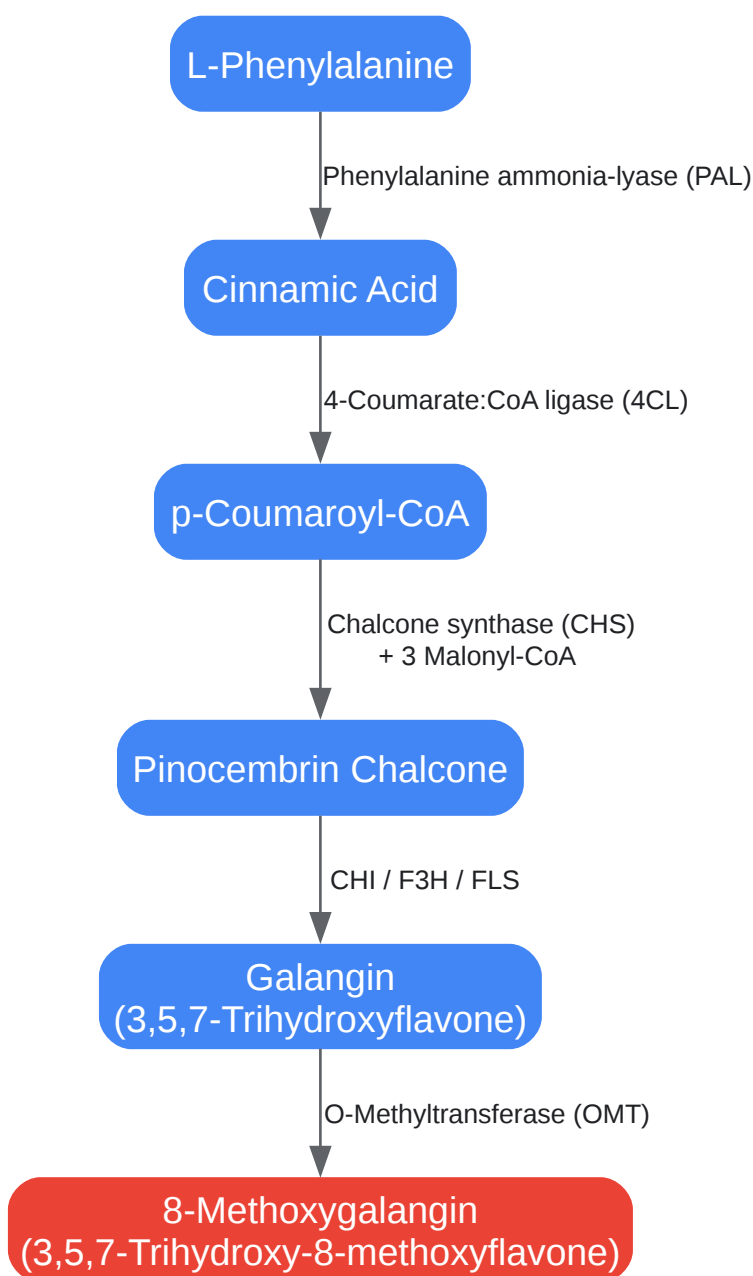 L-Phenylalanine
Phenylalanine ammonia-lyase (PAL)
Cinnamic Acid
4-Coumarate:CoA ligase (4CL)
p-Coumaroyl-CoA
Chalcone synthase (CHS)
+ 3 Malonyl-CoA
Pinocembrin Chalcone
CHI / F3H / FLS
Galangin
(3,5,7-Trihydroxyflavone)
O-Methyltransferase (OMT)
8-Methoxygalangin
(3,5,7-Trihydroxy-8-methoxyflavone)